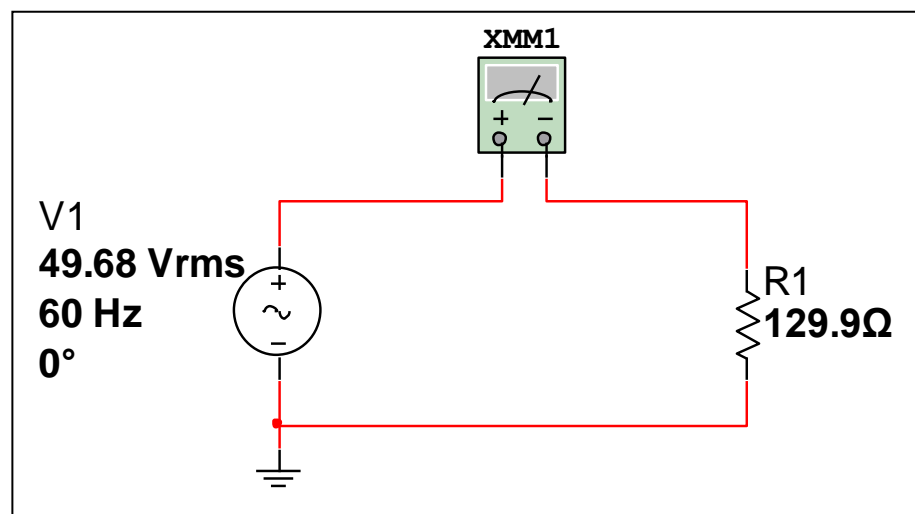 XMM1
+ −
V1
49.68 Vrms
60 Hz
0°
+
−
R1
129.9Ω